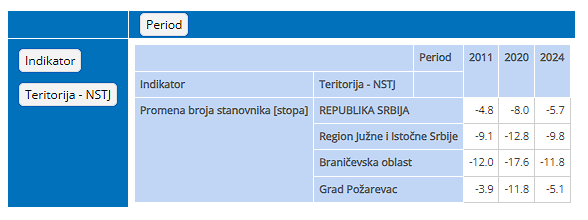 Period
Indikator
Teritorija - NSTJ
Period 2011 2020 2024
Indikator Teritorija - NSTJ
Promena broja stanovnika [stopa] REPUBLIKA SRBIJA -4.8 -8.0 -5.7
Region Južne i Istočne Srbije -9.1 -12.8 -9.8
Braničevska oblast -12.0 -17.6 -11.8
Grad Požarevac -3.9 -11.8 -5.1